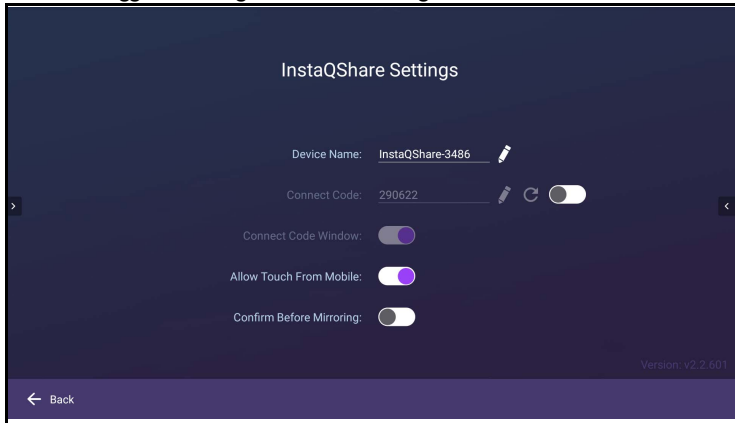 InstaQShare Settings
Device Name: InstaQShare-3486
Connect Code: 290622
Connect Code Window:
Allow Touch From Mobile:
Confirm Before Mirroring:
Version: v2.2.601
Back